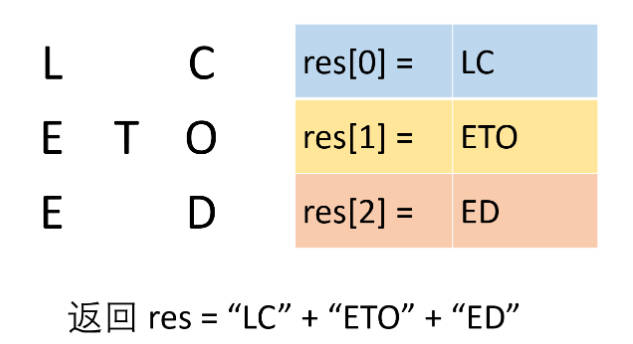 L C res[0] = LC
E T O res[1] = ETO
E D res[2] = ED
返回 res = “LC” + “ETO” + “ED”